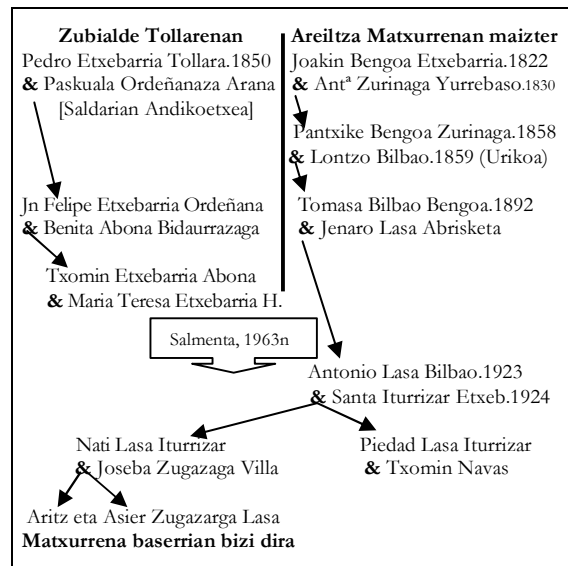 Zubialde Tollarenan
Pedro Etxebarria Tollara.1850
& Paskuala Ordeñanaza Arana
[Saldarian Andikoetxea]
Jn Felipe Etxebarria Ordeñana
& Benita Abona Bidaurrazaga
Txomin Etxebarria Abona
& Maria Teresa Etxebarria H.
Areiltza Matxurrenan maizter
Joakin Bengoa Etxebarria.1822
& Antª Zurinaga Yurrebaso.1830
Pantxike Bengoa Zurinaga.1858
& Lontzo Bilbao.1859 (Urikoa)
Tomasa Bilbao Bengoa.1892
& Jenaro Lasa Abrisketa
Salmenta, 1963n
Antonio Lasa Bilbao.1923
& Santa Iturrizar Etxeb.1924
Nati Lasa Iturrizar
& Joseba Zugazaga Villa
Piedad Lasa Iturrizar
& Txomin Navas
Aritz eta Asier Zugazarga Lasa
Matxurrena baserrian bizi dira